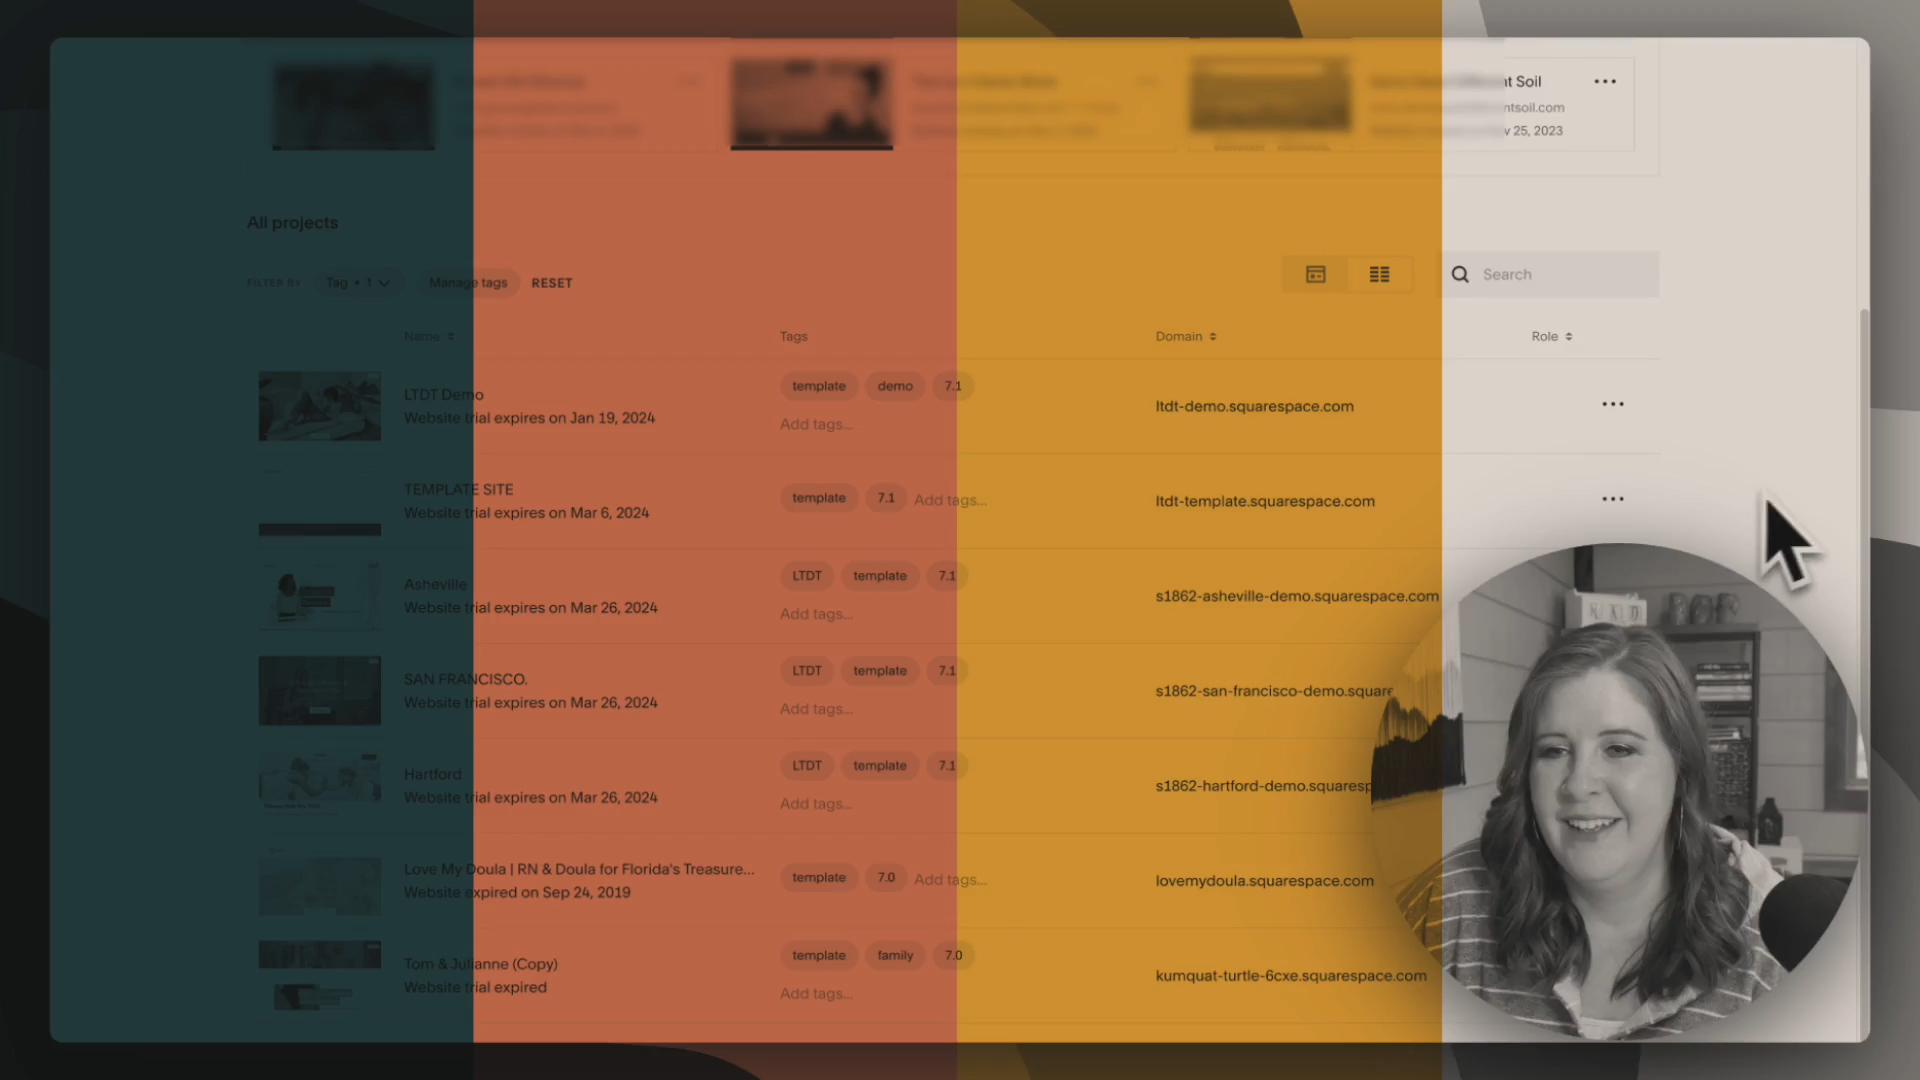 nt Soil
ntsoil.com
v 25, 2023
All projects
FILTER BY Tag • 1 Manage tags RESET
Search
Name Tags Domain Role
LTDT Demo
Website trial expires on Jan 19, 2024
template demo 7.1
Add tags...
ltdt-demo.squarespace.com
TEMPLATE SITE
Website trial expires on Mar 6, 2024
template 7.1 Add tags...
ltdt-template.squarespace.com
Asheville
Website trial expires on Mar 26, 2024
LTDT template 7.1
Add tags...
s1862-asheville-demo.squarespace.com
SAN FRANCISCO.
Website trial expires on Mar 26, 2024
LTDT template 7.1
Add tags...
s1862-san-francisco-demo.square
Hartford
Website trial expires on Mar 26, 2024
LTDT template 7.1
Add tags...
s1862-hartford-demo.squaresp
Love My Doula | RN & Doula for Florida's Treasure...
Website expired on Sep 24, 2019
template 7.0 Add tags...
lovemydoula.squarespace.com
Tom & Julianne (Copy)
Website trial expired
template family 7.0
Add tags...
kumquat-turtle-6cxe.squarespace.com